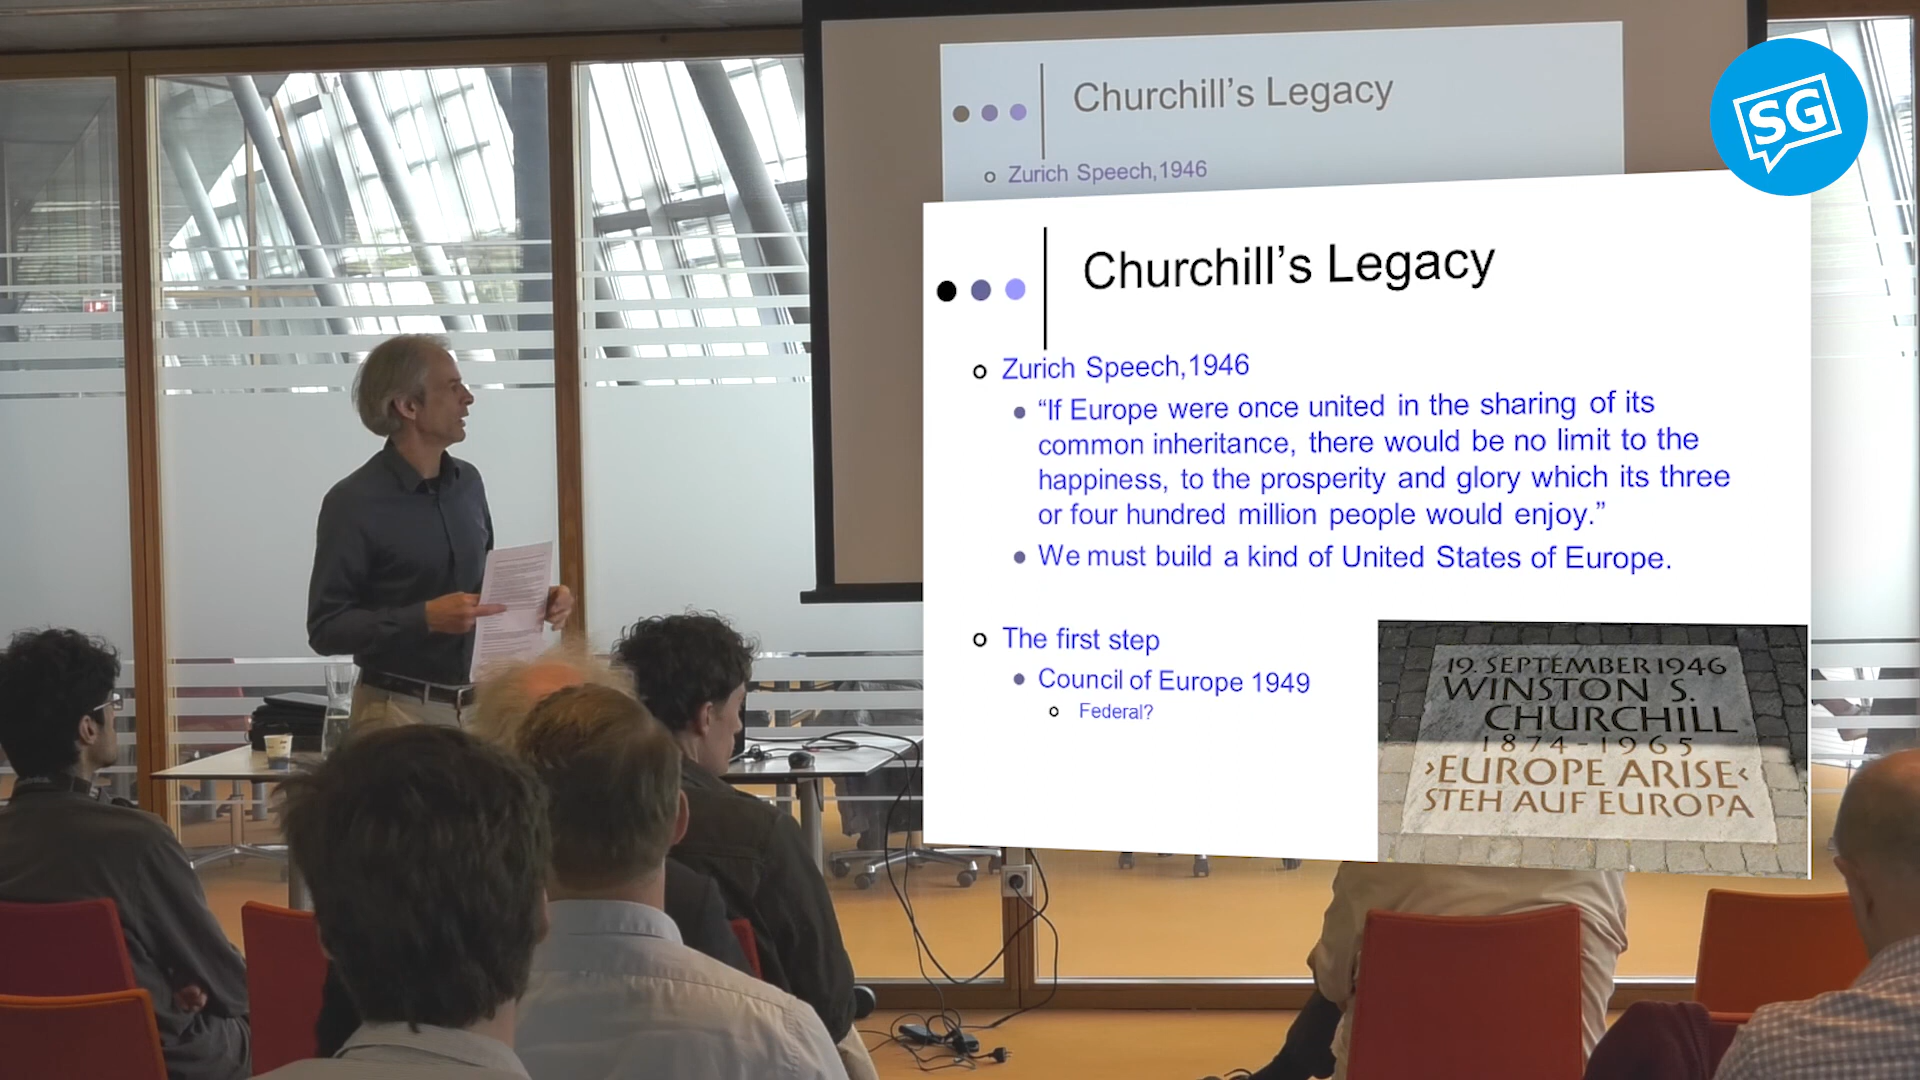 SG
Churchill's Legacy
Zurich Speech,1946
Churchill's Legacy
Zurich Speech,1946
“If Europe were once united in the sharing of its
common inheritance, there would be no limit to the
happiness, to the prosperity and glory which its three
or four hundred million people would enjoy.”
We must build a kind of United States of Europe.
The first step
Council of Europe 1949
Federal?
19. SEPTEMBER 1946
WINSTON S.
CHURCHILL
1874-1965
›EUROPE ARISE‹
STEH AUF EUROPA